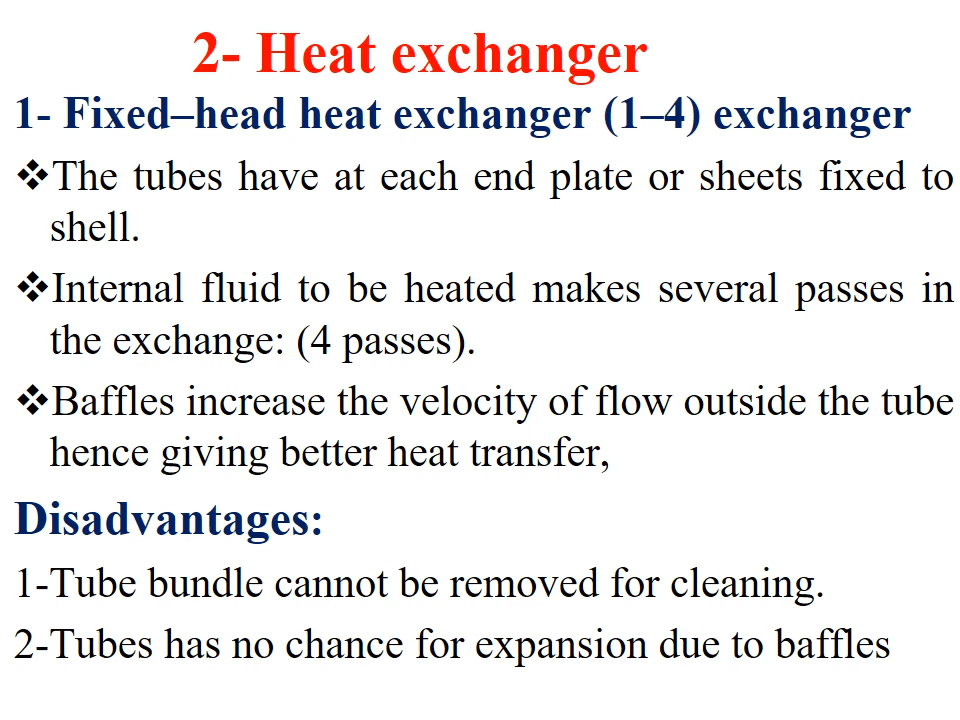 2- Heat exchanger
1- Fixed–head heat exchanger (1–4) exchanger
❖The tubes have at each end plate or sheets fixed to
shell.
❖Internal fluid to be heated makes several passes in
the exchange: (4 passes).
❖Baffles increase the velocity of flow outside the tube
hence giving better heat transfer,
Disadvantages:
1-Tube bundle cannot be removed for cleaning.
2-Tubes has no chance for expansion due to baffles